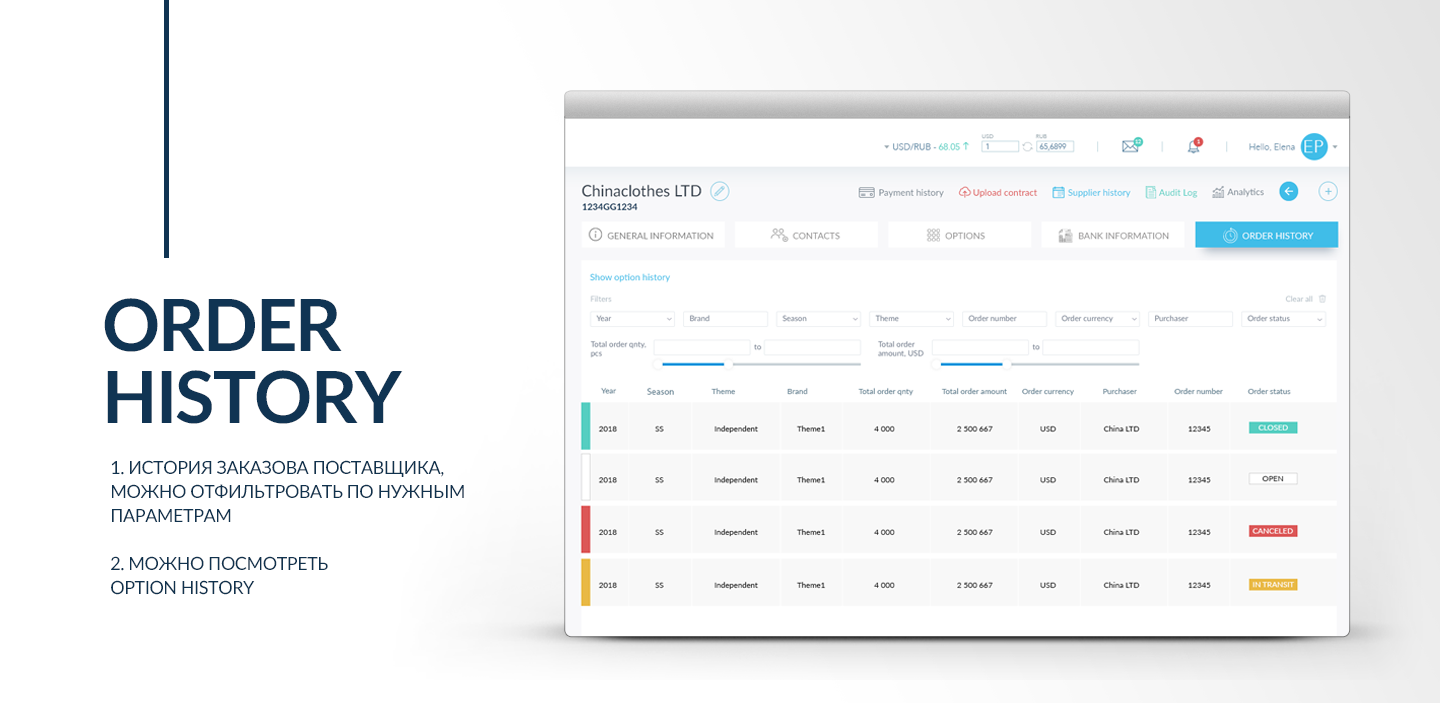 ORDER
HISTORY
1. ИСТОРИЯ ЗАКАЗОВА ПОСТАВЩИКА,
МОЖНО ОТФИЛЬТРОВАТЬ ПО НУЖНЫМ
ПАРАМЕТРАМ
2. МОЖНО ПОСМОТРЕТЬ
OPTION HISTORY
USD RUB
USD/RUB - 68.05 1 65,6899 Hello, Elena EP
Chinaclothes LTD Payment history Upload contract Supplier history Audit Log Analytics
1234GG1234
GENERAL INFORMATION CONTACTS OPTIONS BANK INFORMATION ORDER HISTORY
Show option history
Filters Clear all
Year Brand Season Theme Order number Order currency Purchaser Order status
Total order qnty, to Total order to
pcs amount, USD
Year Season Theme Brand Total order qnty Total order amount Order currency Purchaser Order number Order status
2018 SS Independent Theme1 4 000 2 500 667 USD China LTD 12345 CLOSED
2018 SS Independent Theme1 4 000 2 500 667 USD China LTD 12345 OPEN
2018 SS Independent Theme1 4 000 2 500 667 USD China LTD 12345 CANCELED
2018 SS Independent Theme1 4 000 2 500 667 USD China LTD 12345 IN TRANSIT